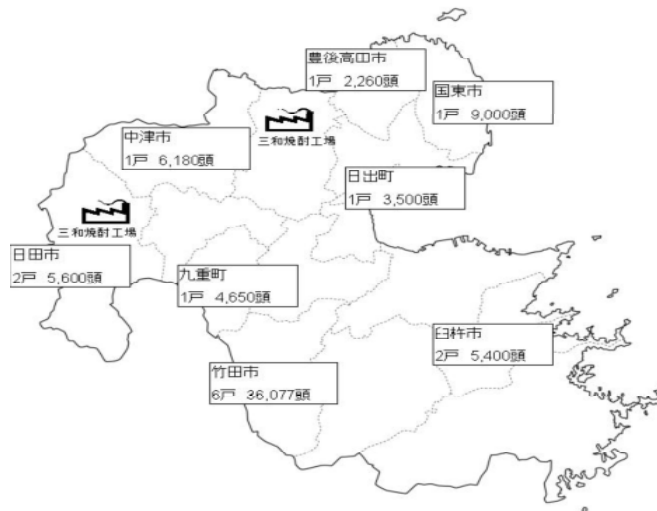 豊後高田市
1戸 2,260頭
国東市
1戸 9,000頭
三和焼酎工場
中津市
1戸 6,180頭
日出町
1戸 3,500頭
三和焼酎工場
日田市
2戸 5,600頭
九重町
1戸 4,650頭
臼杵市
2戸 5,400頭
竹田市
6戸 36,077頭